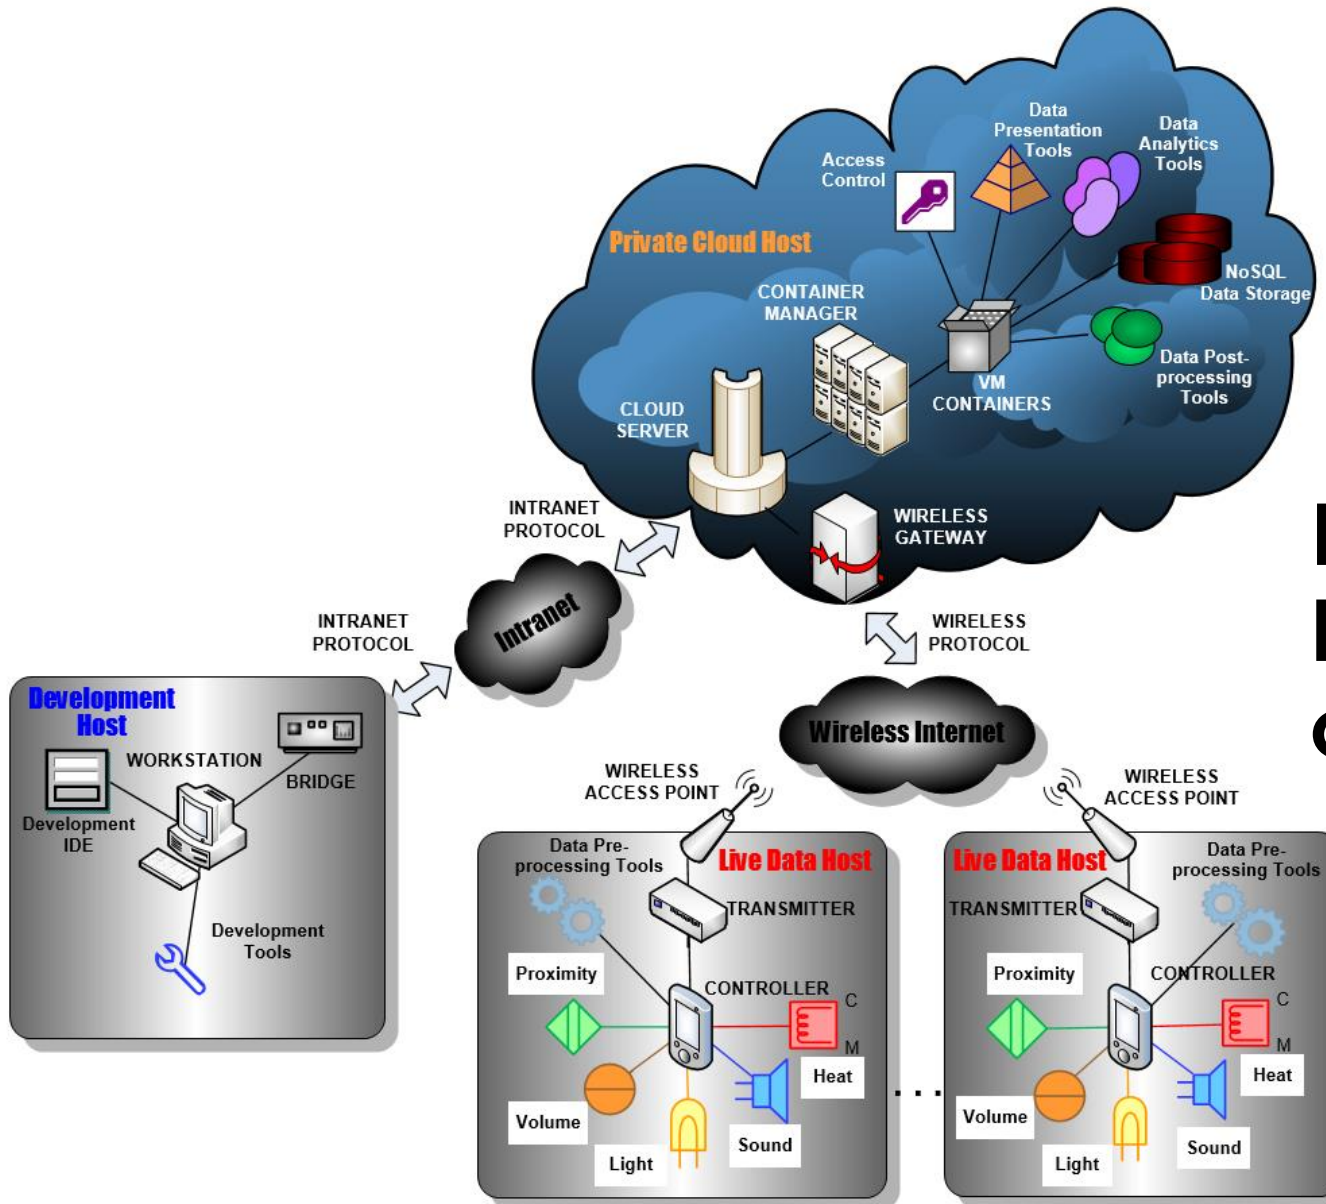 Data
Presentation
Tools
Data
Analytics
Tools
Access
Control
Private Cloud Host
NoSQL
Data Storage
CONTAINER
MANAGER
Data Post-
processing
Tools
VM
CONTAINERS
CLOUD
SERVER
WIRELESS
GATEWAY
INTRANET
PROTOCOL
Intranet
INTRANET
PROTOCOL
WIRELESS
PROTOCOL
Wireless Internet
Development
Host
WORKSTATION
BRIDGE
Development
IDE
Development
Tools
WIRELESS
ACCESS POINT
WIRELESS
ACCESS POINT
Data Pre-
processing Tools
Live Data Host
TRANSMITTER
Proximity
CONTROLLER
C
M
Heat
Volume
Sound
Light
. . .
Live Data Host
Data Pre-
processing Tools
TRANSMITTER
Proximity
CONTROLLER
C
M
Heat
Volume
Sound
Light